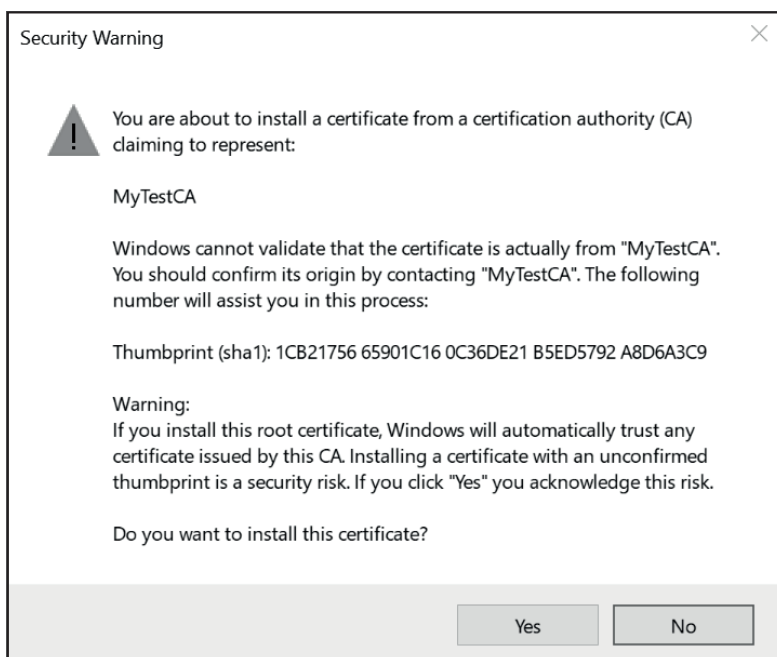 Security Warning
You are about to install a certificate from a certification authority (CA)
claiming to represent:
MyTestCA
Windows cannot validate that the certificate is actually from "MyTestCA".
You should confirm its origin by contacting "MyTestCA". The following
number will assist you in this process:
Thumbprint (sha1): 1CB21756 65901C16 0C36DE21 B5ED5792 A8D6A3C9
Warning:
If you install this root certificate, Windows will automatically trust any
certificate issued by this CA. Installing a certificate with an unconfirmed
thumbprint is a security risk. If you click "Yes" you acknowledge this risk.
Do you want to install this certificate?
Yes No